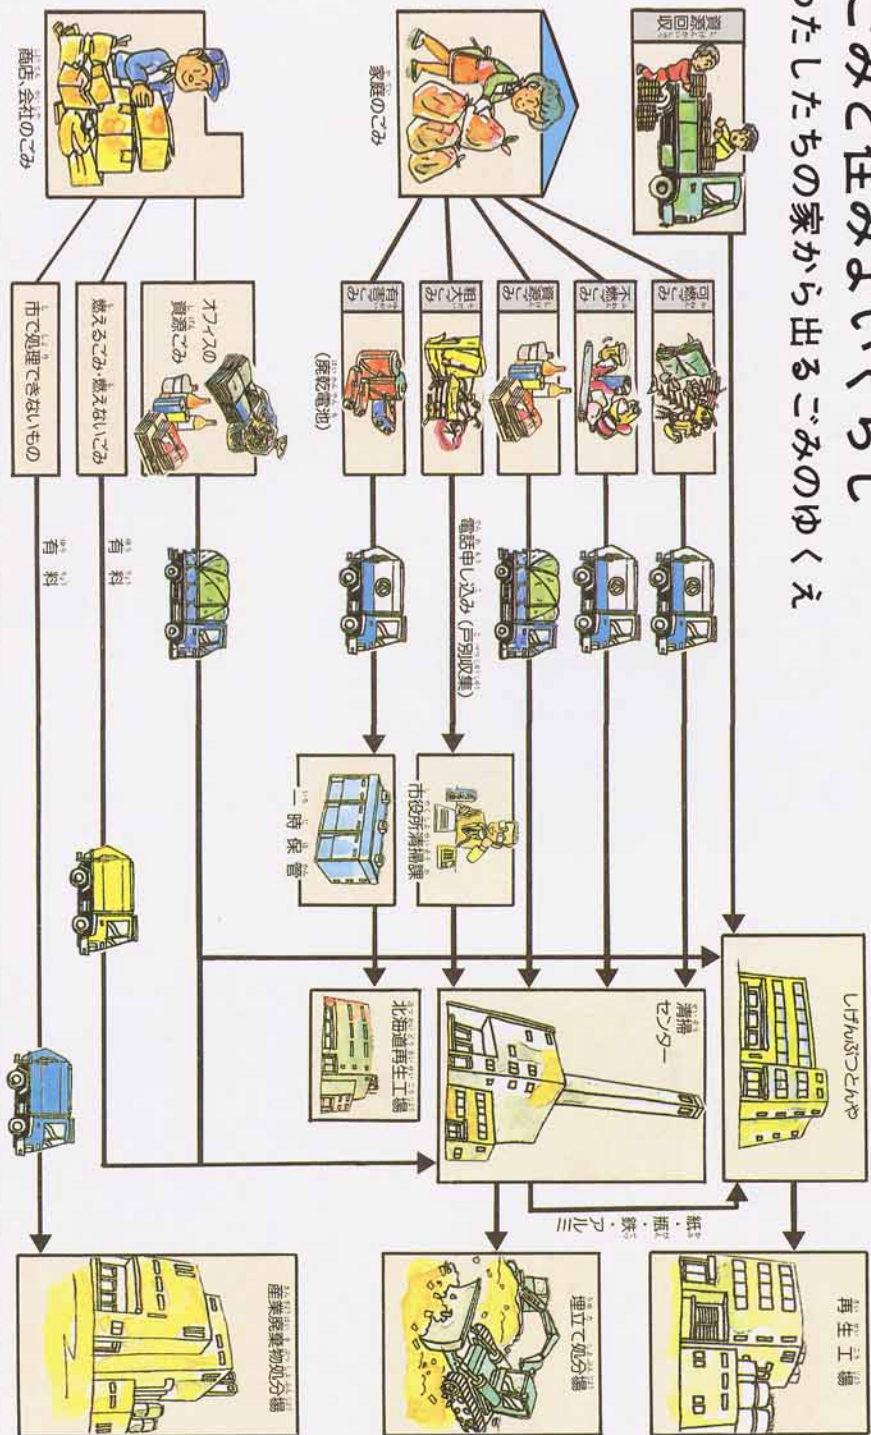 ごみと住みよいくらし
わたしたちの家から出るごみのゆくえ
資源回収
家庭のごみ
商店、会社のごみ
可燃ごみ
不燃ごみ
資源ごみ
粗大ごみ
有害ごみ
(廃乾電池)
オフィスの
資源ごみ
燃えるごみ・燃えないごみ
市で処理できないもの
電話申し込み(戸別収集)
有料
有料
市役所清掃課
一時保管
しげんぶつとんや
清掃
センター
北海道再生工場
紙・瓶・鉄・アルミ
再生工場
埋立て処分場
産業廃棄物処分場